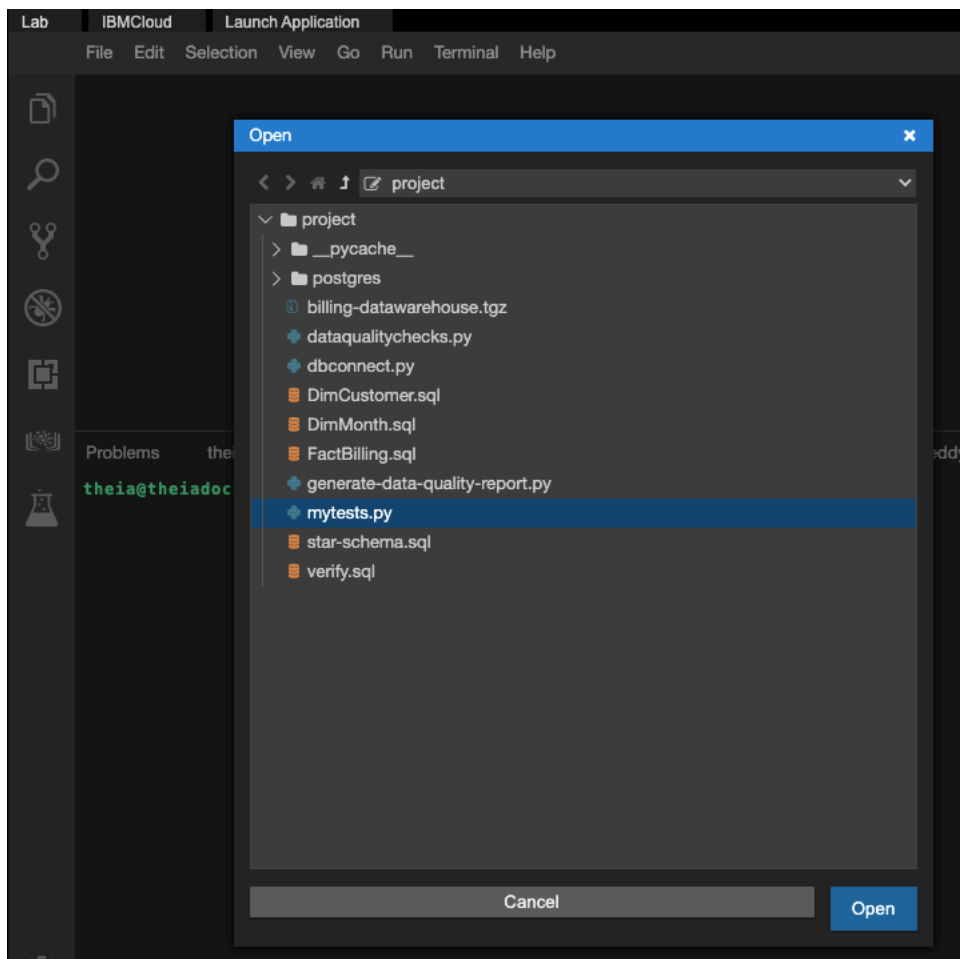 Lab IBMCloud Launch Application
File Edit Selection View Go Run Terminal Help
Open
project
project
__pycache__
postgres
billing-datawarehouse.tgz
dataqualitychecks.py
dbconnect.py
DimCustomer.sql
DimMonth.sql
FactBilling.sql
Problems
generate-data-quality-report.py
theia@theiadoc
mytests.py
star-schema.sql
verify.sql
Cancel
Open